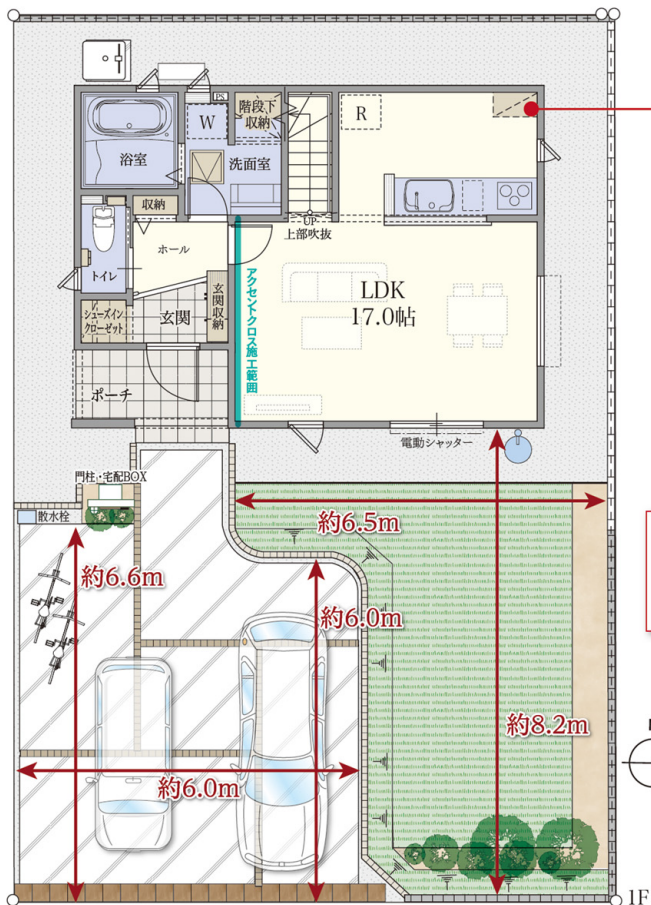 PS
階段下
収納
W
R
浴室
洗面室
収納
UP
上部吹抜
ホール
トイレ
LDK
17.0帖
アクセントクロス施工範囲
シューズイン
クローゼット
玄関
玄関収納
ポーチ
電動シャッター
門柱・宅配BOX
散水栓
約6.5m
約6.6m
約6.0m
約8.2m
約6.0m
1F